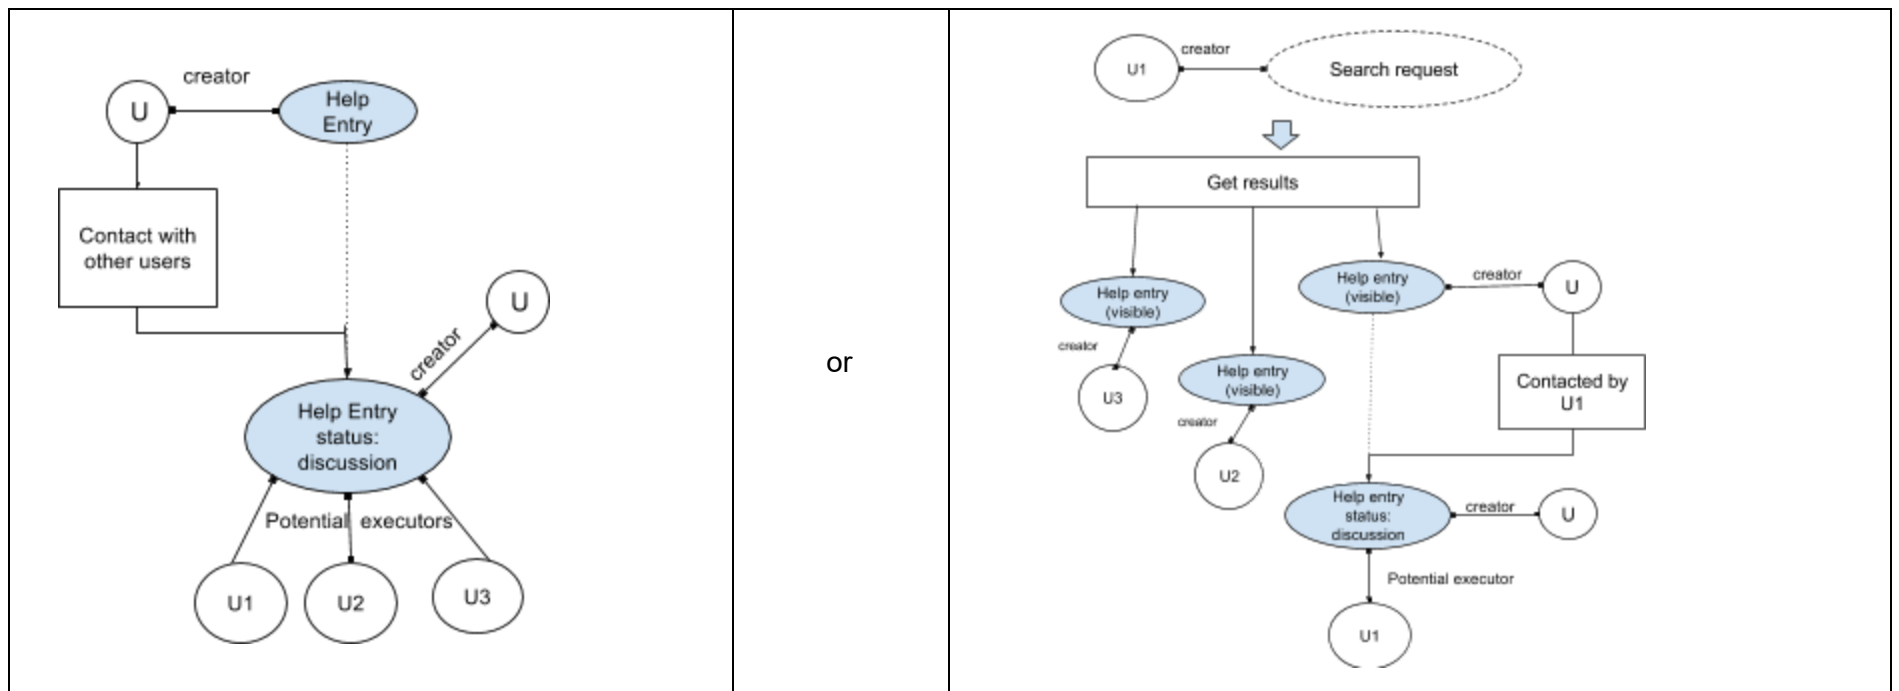 creator
U
Help
Entry
Contact with
other users
U
creator
Help Entry
status:
discussion
Potential executors
U1
U2
U3
or
creator
U1
Search request
Get results
Help entry
(visible)
creator
U3
Help entry
(visible)
creator
U2
Help entry
(visible)
creator
U
Contacted by
U1
Help entry
status:
discussion
creator
U
Potential executor
U1